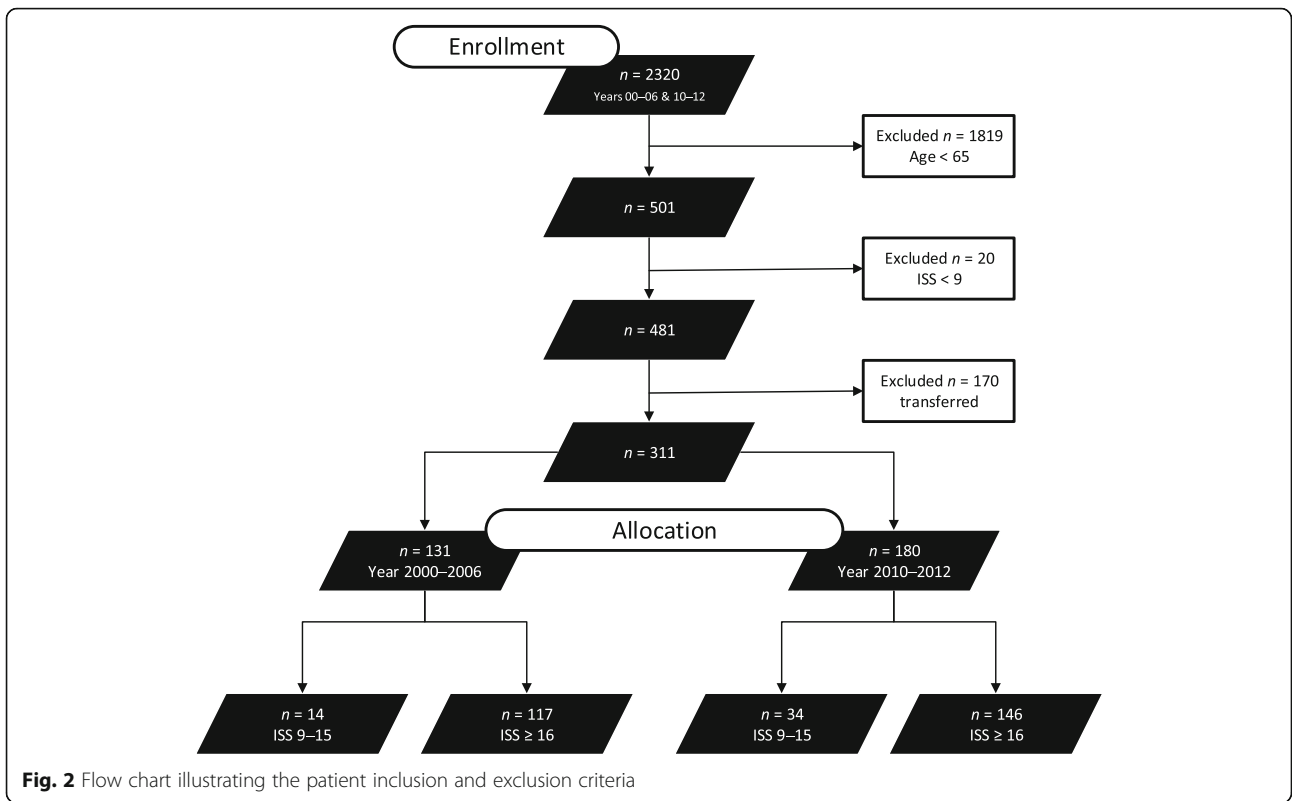 Enrollment
n = 2320
Years 00–06 & 10–12
Excluded n = 1819
Age < 65
n = 501
Excluded n = 20
ISS < 9
n = 481
Excluded n = 170
transferred
n = 311
Allocation
n = 131
Year 2000–2006
n = 180
Year 2010–2012
n = 14
ISS 9–15
n = 117
ISS ≥ 16
n = 34
ISS 9–15
n = 146
ISS ≥ 16
Fig. 2 Flow chart illustrating the patient inclusion and exclusion criteria